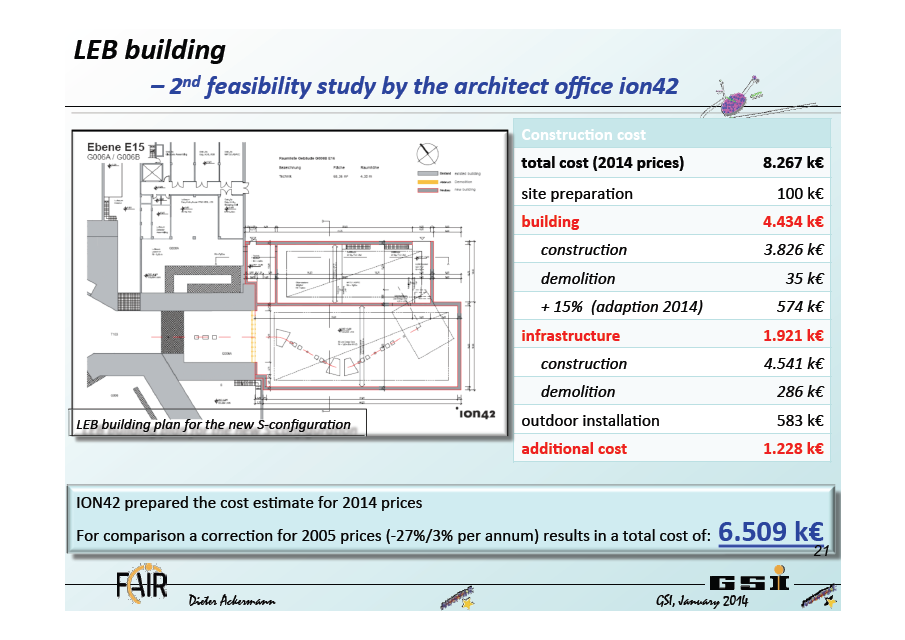 LEB building
– 2nd feasibility study by the architect office ion42
Ebene E15
G006A / G006B
ion42
LEB building plan for the new S-configuration
Construction cost
total cost (2014 prices) 8.267 k€
site preparation 100 k€
building 4.434 k€
construction 3.826 k€
demolition 35 k€
+ 15% (adaption 2014) 574 k€
infrastructure 1.921 k€
construction 4.541 k€
demolition 286 k€
outdoor installation 583 k€
additional cost 1.228 k€
ION42 prepared the cost estimate for 2014 prices
For comparison a correction for 2005 prices (-27%/3% per annum) results in a total cost of: 6.509 k€
21
FAIR
Dieter Ackermann
GSI
GSI, January 2014